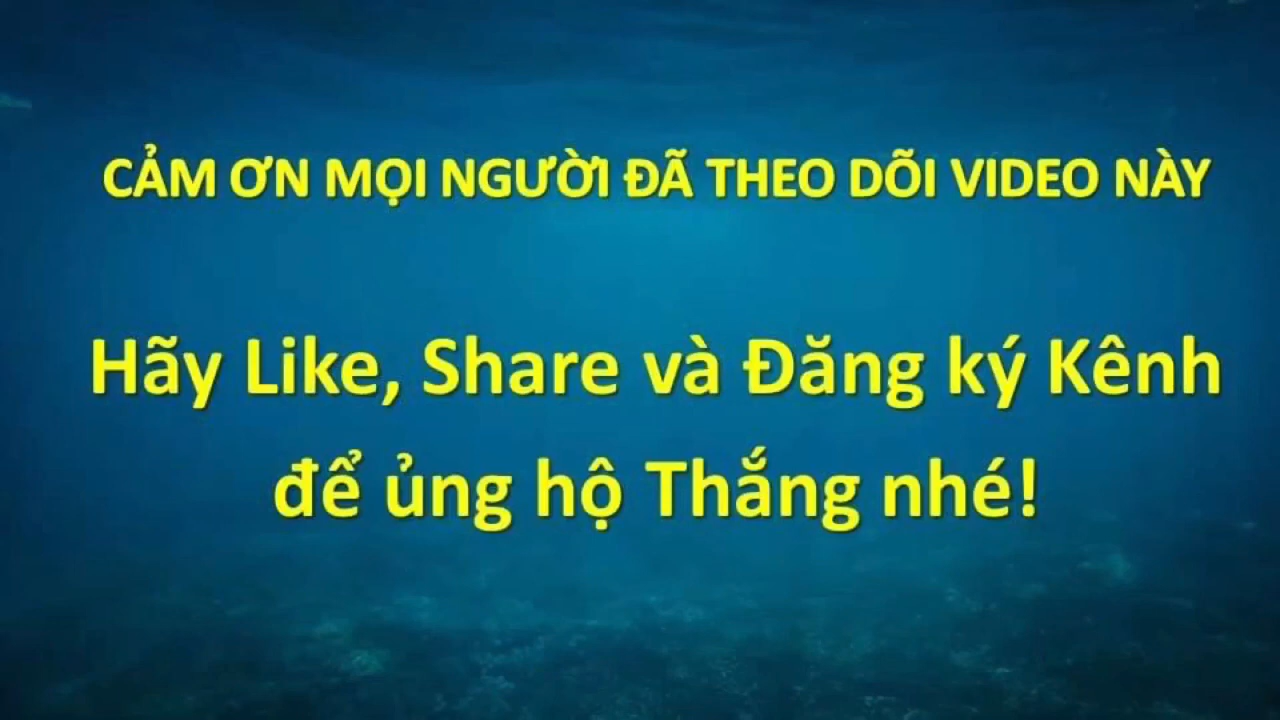 CẢM ƠN MỌI NGƯỜI ĐÃ THEO DÕI VIDEO NÀY
Hãy Like, Share và Đăng ký Kênh
để ủng hộ Thắng nhé!